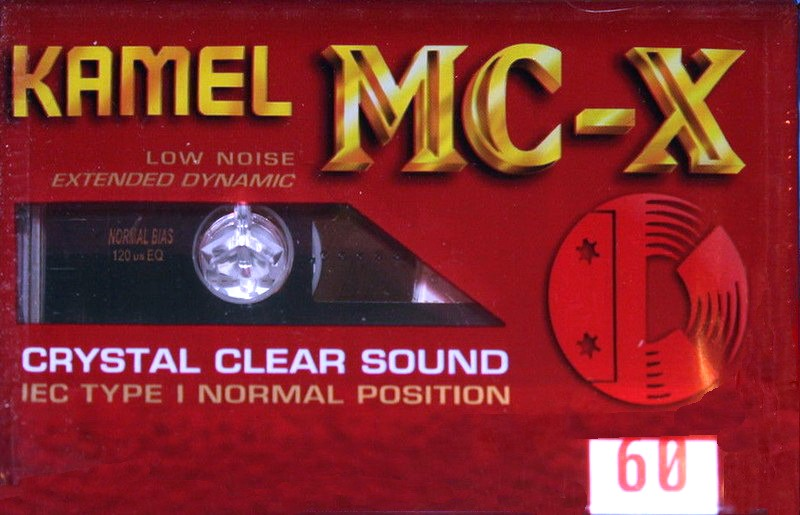 KAMEL MC-X
LOW NOISE
EXTENDED DYNAMIC
NORMAL BIAS
120 us EQ
CRYSTAL CLEAR SOUND
IEC TYPE I NORMAL POSITION
60